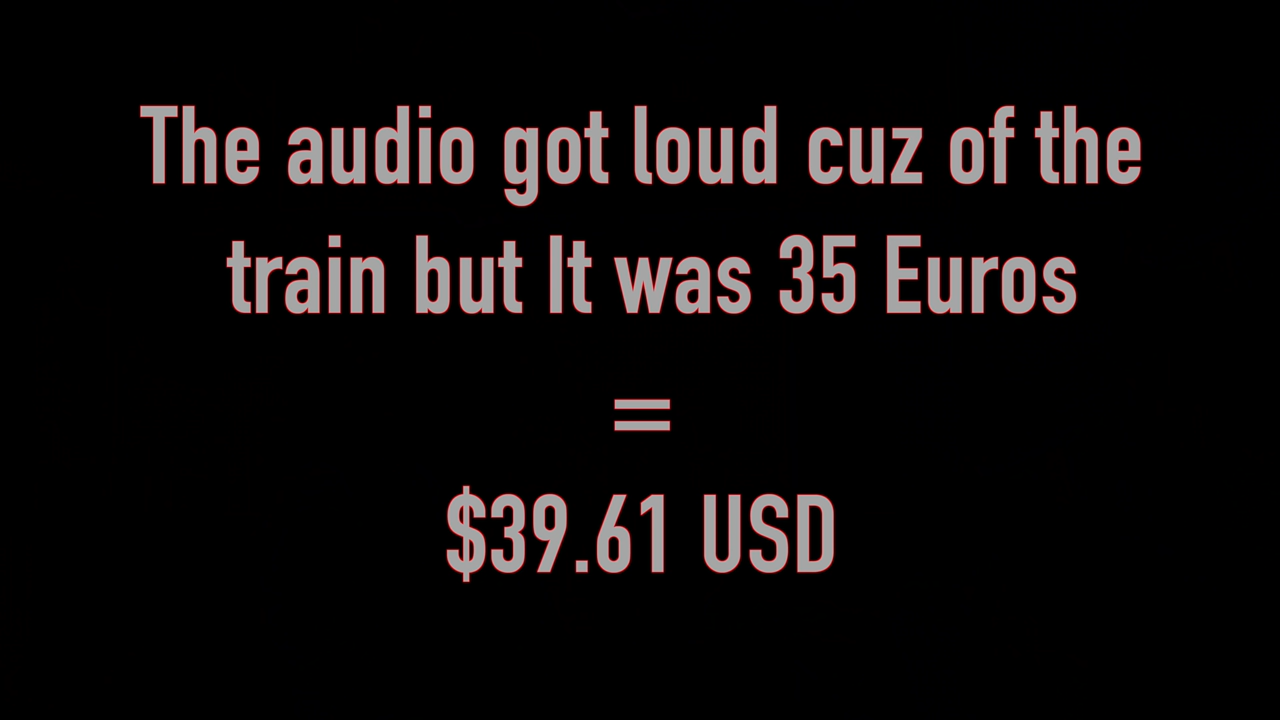 The audio got loud cuz of the
train but It was 35 Euros
=
$39.61 USD